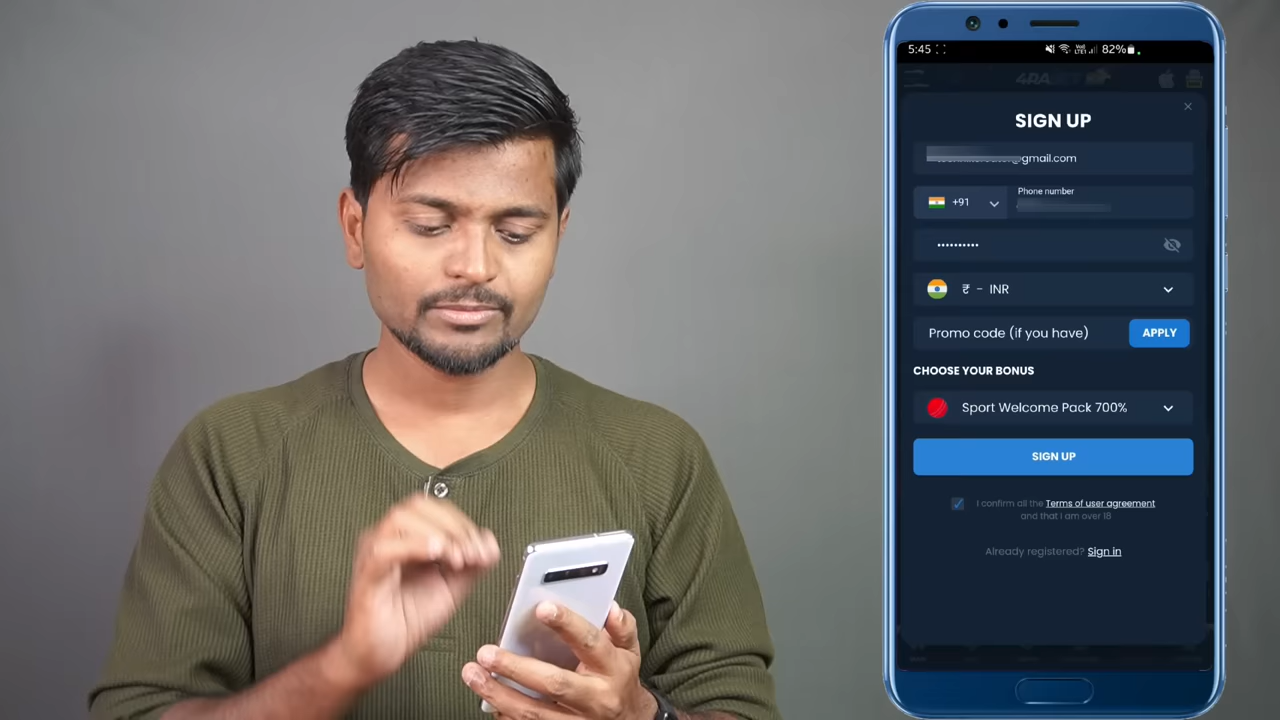 5:45
82%
4RABET
SIGN UP
@gmail.com
Phone number
+91
••••••••••
₹ - INR
Promo code (if you have)
APPLY
CHOOSE YOUR BONUS
Sport Welcome Pack 700%
SIGN UP
I confirm all the Terms of user agreement
and that I am over 18
Already registered? Sign in